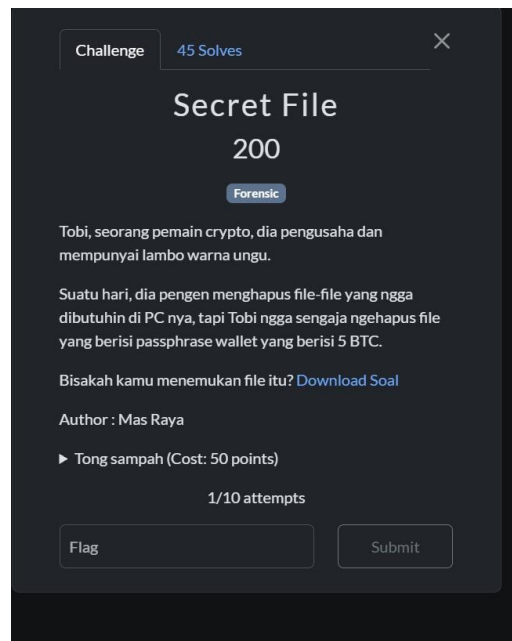 Challenge
45 Solves
Secret File
200
Forensic
Tobi, seorang pemain crypto, dia pengusaha dan
mempunyai lambo warna ungu.
Suatu hari, dia pengen menghapus file-file yang ngga
dibutuhin di PC nya, tapi Tobi ngga sengaja ngehapus file
yang berisi passphrase wallet yang berisi 5 BTC.
Bisakah kamu menemukan file itu? Download Soal
Author : Mas Raya
▶ Tong sampah (Cost: 50 points)
1/10 attempts
Flag
Submit